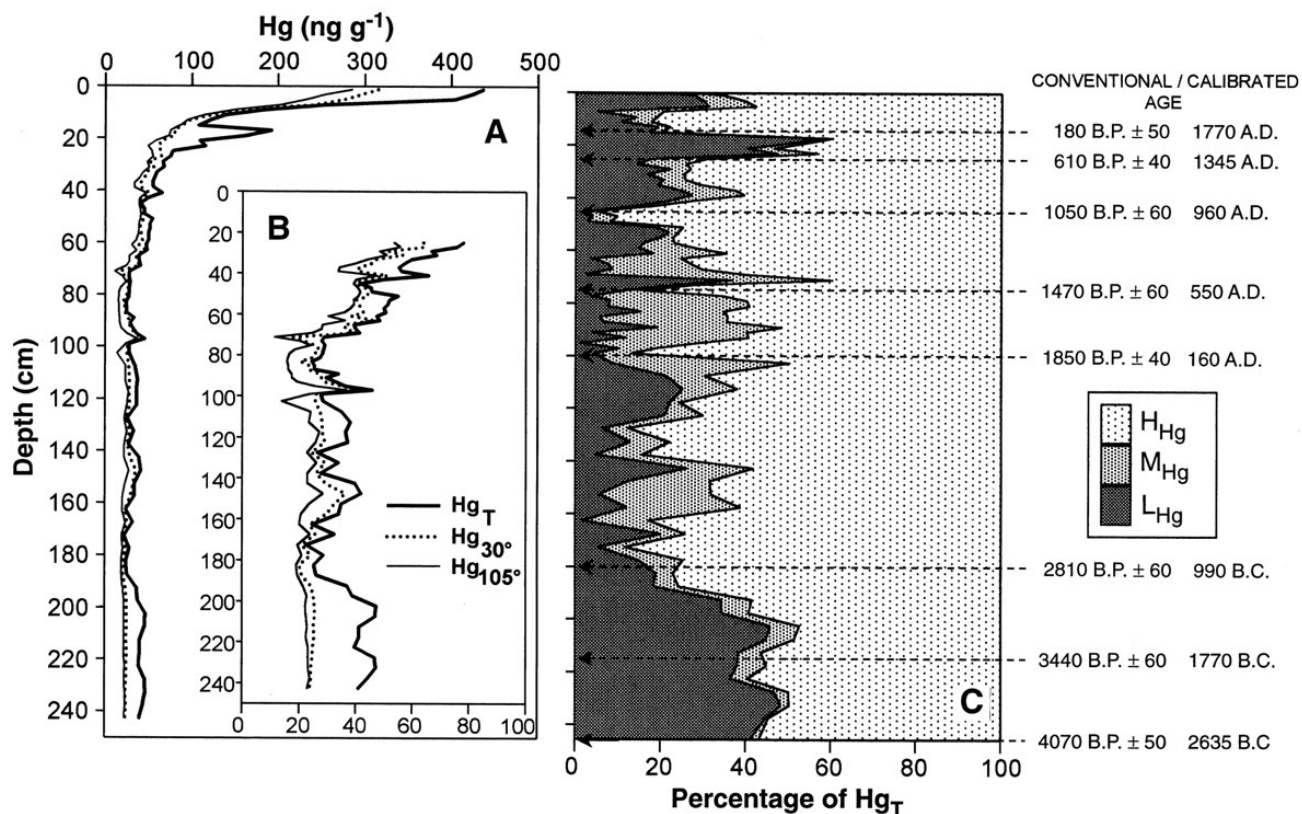 Hg (ng g-1)
0 100 200 300 400 500
Depth (cm)
0
20
40
60
80
100
120
140
160
180
200
220
240
A
B
0
20
40
60
80
100
120
140
160
180
200
220
240
0 20 40 60 80 100
HgT
Hg30°
Hg105°
C
0 20 40 60 80 100
Percentage of HgT
HHg
MHg
LHg
CONVENTIONAL / CALIBRATED
AGE
180 B.P. ± 50 1770 A.D.
610 B.P. ± 40 1345 A.D.
1050 B.P. ± 60 960 A.D.
1470 B.P. ± 60 550 A.D.
1850 B.P. ± 40 160 A.D.
2810 B.P. ± 60 990 B.C.
3440 B.P. ± 60 1770 B.C.
4070 B.P. ± 50 2635 B.C